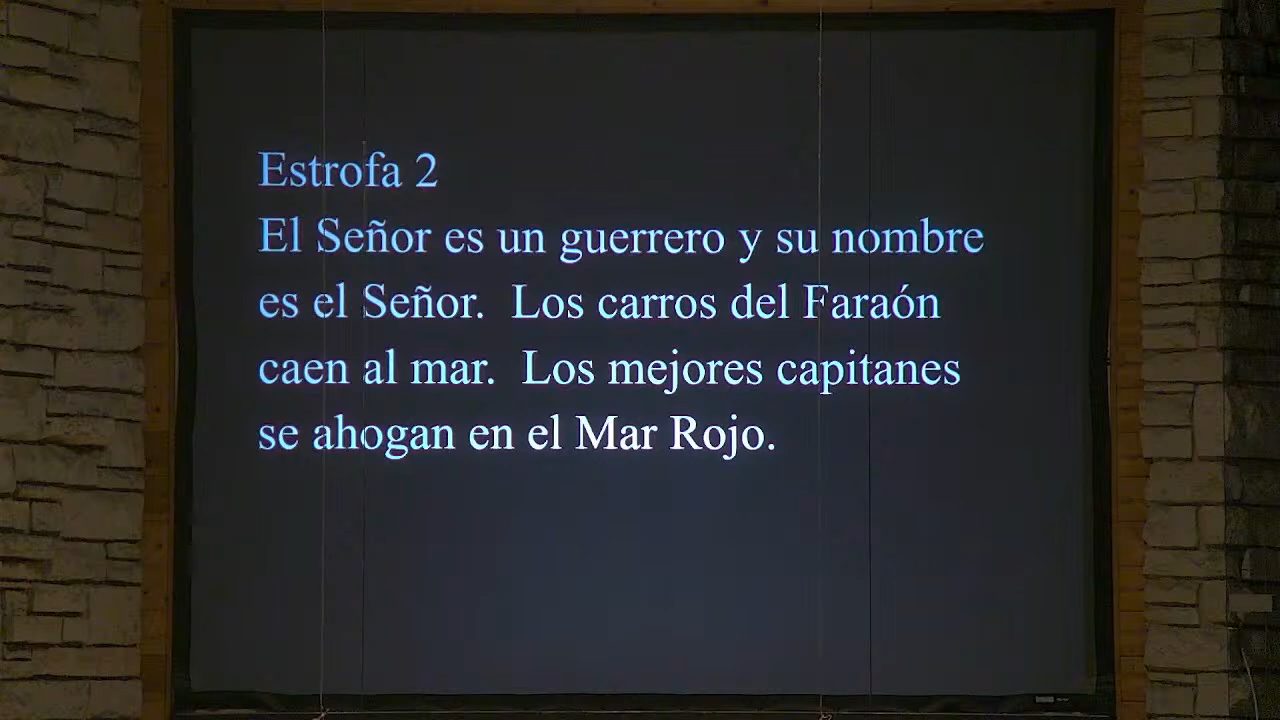 Estrofa 2
El Señor es un guerrero y su nombre
es el Señor.  Los carros del Faraón
caen al mar.  Los mejores capitanes
se ahogan en el Mar Rojo.